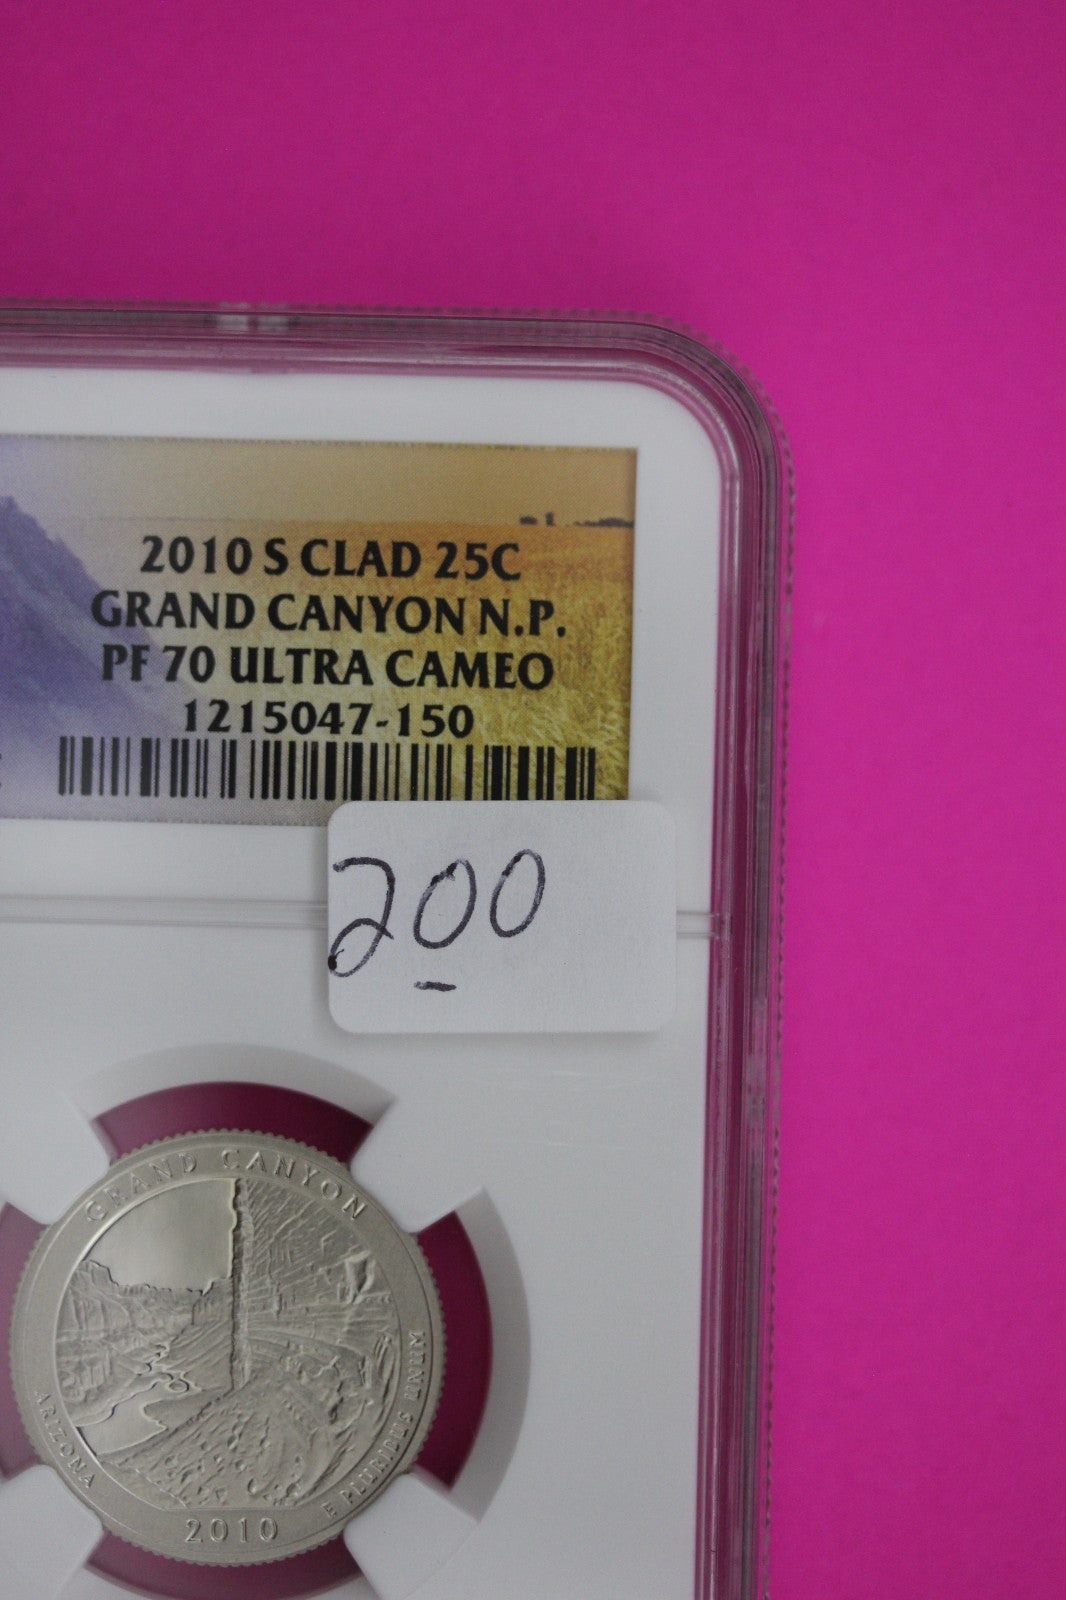 2010 S CLAD 25C
GRAND CANYON N.P.
PF 70 ULTRA CAMEO
1215047-150
200
GRAND CANYON
ARIZONA
2010
E PLURIBUS UNUM